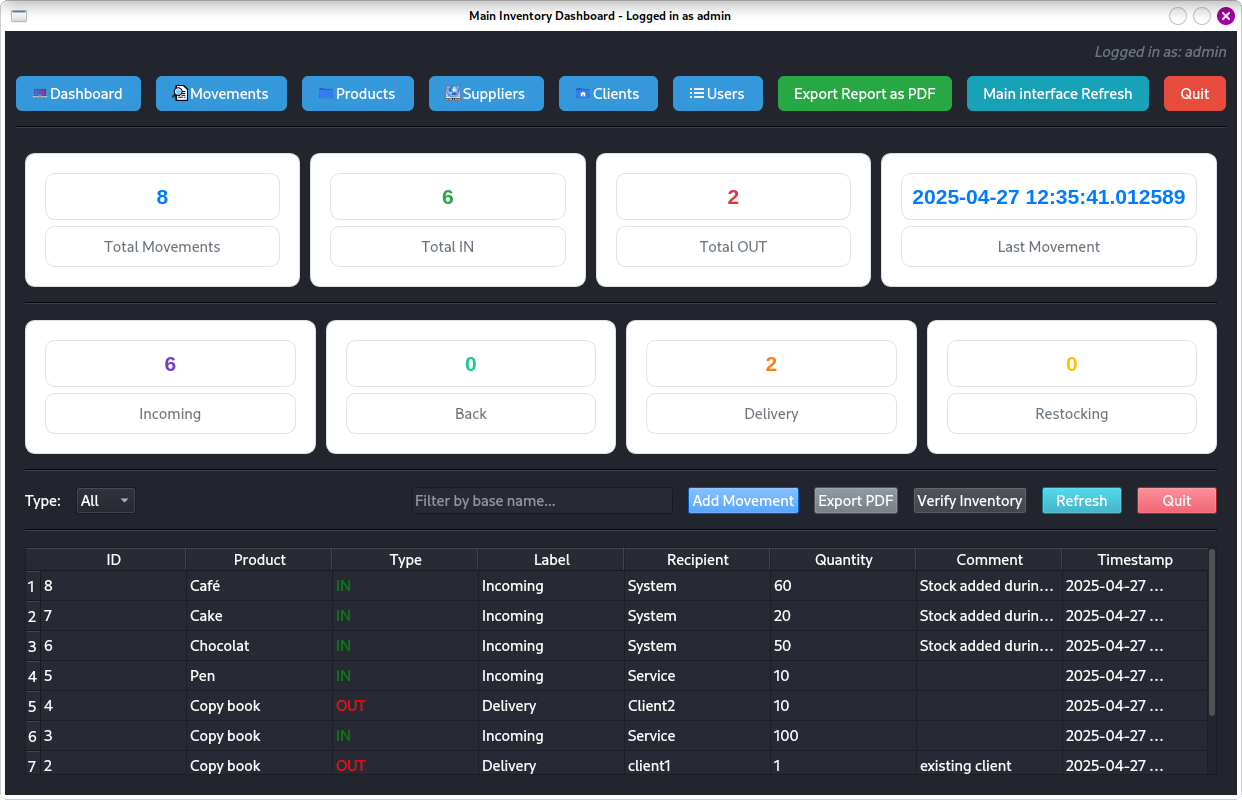 Main Inventory Dashboard - Logged in as admin
Logged in as: admin
Dashboard Movements Products Suppliers Clients Users Export Report as PDF Main interface Refresh Quit
8 6 2 2025-04-27 12:35:41.012589
Total Movements Total IN Total OUT Last Movement
6 0 2 0
Incoming Back Delivery Restocking
Type: All Filter by base name... Add Movement Export PDF Verify Inventory Refresh Quit
ID Product Type Label Recipient Quantity Comment Timestamp
1 8 Café IN Incoming System 60 Stock added durin... 2025-04-27 ...
2 7 Cake IN Incoming System 20 Stock added durin... 2025-04-27 ...
3 6 Chocolat IN Incoming System 50 Stock added durin... 2025-04-27 ...
4 5 Pen IN Incoming Service 10 2025-04-27 ...
5 4 Copy book OUT Delivery Client2 10 2025-04-27 ...
6 3 Copy book IN Incoming Service 100 2025-04-27 ...
7 2 Copy book OUT Delivery client1 1 existing client 2025-04-27 ...